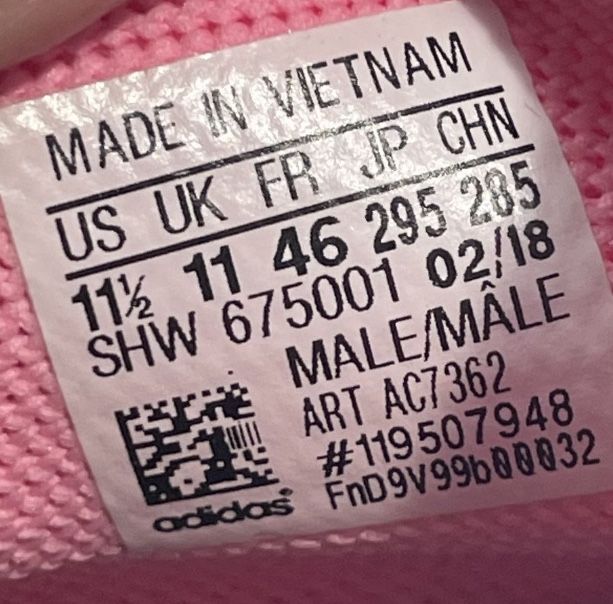 MADE IN VIETNAM
US UK FR JP CHN
11½ 11 46 295 285
SHW 675001 02/18
MALE/MÂLE
ART AC7362
#119507948
FnD9V99b00032
adidas